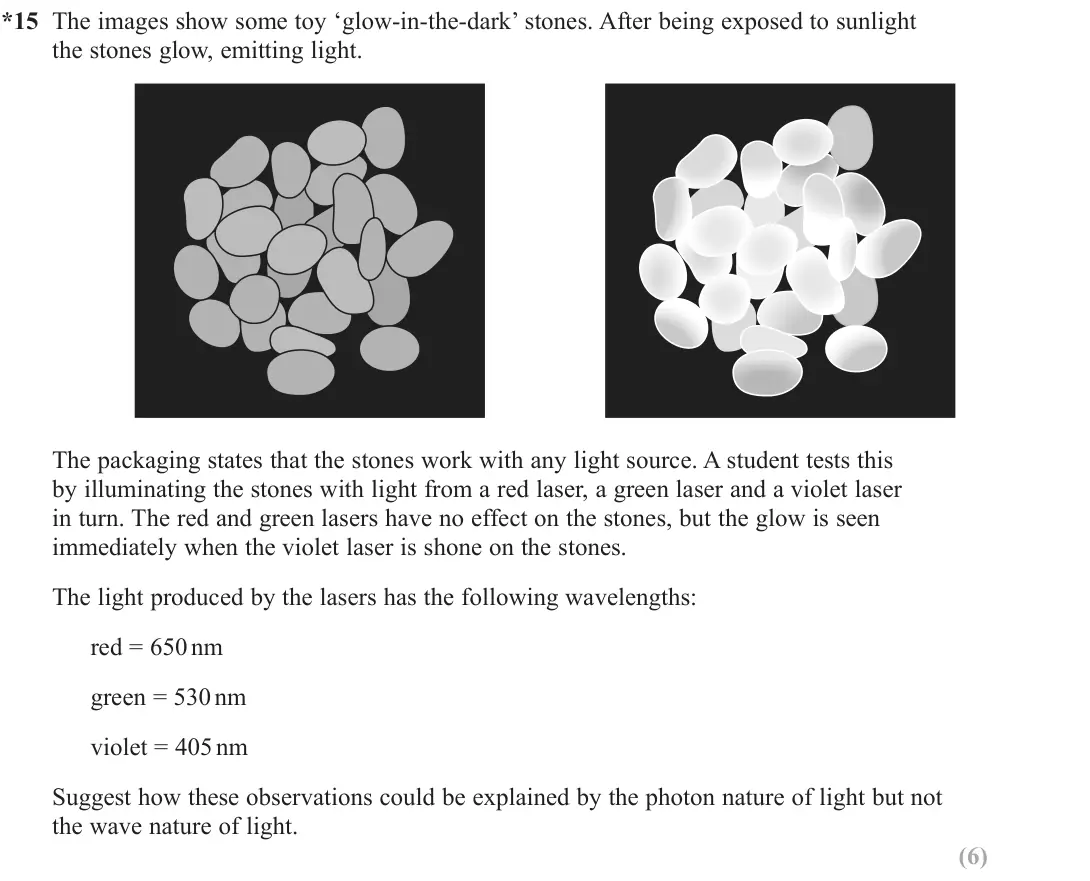 *15 The images show some toy ‘glow-in-the-dark’ stones. After being exposed to sunlight
the stones glow, emitting light.
The packaging states that the stones work with any light source. A student tests this
by illuminating the stones with light from a red laser, a green laser and a violet laser
in turn. The red and green lasers have no effect on the stones, but the glow is seen
immediately when the violet laser is shone on the stones.
The light produced by the lasers has the following wavelengths:
red = 650 nm
green = 530 nm
violet = 405 nm
Suggest how these observations could be explained by the photon nature of light but not
the wave nature of light.
(6)